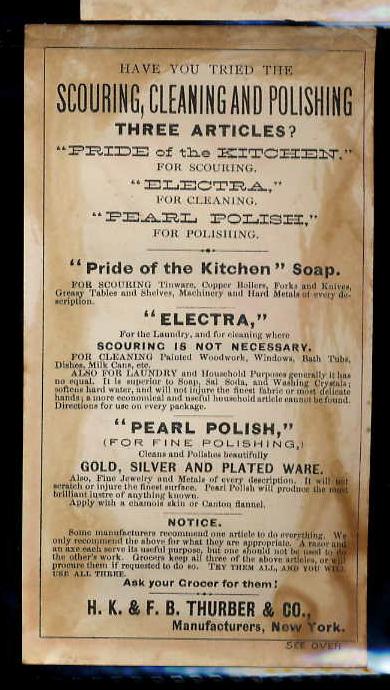 HAVE YOU TRIED THE
SCOURING, CLEANING AND POLISHING
THREE ARTICLES?
"PRIDE of the KITCHEN,"
FOR SCOURING.
"ELECTRA,"
FOR CLEANING.
"PEARL POLISH,"
FOR POLISHING.
"Pride of the Kitchen" Soap.
FOR SCOURING Tinware, Copper Boilers, Forks and Knives,
Greasy Tables and Shelves, Machinery and Hard Metals of every de-
scription.
"ELECTRA,"
For the Laundry, and for cleaning where
SCOURING IS NOT NECESSARY.
FOR CLEANING Painted Woodwork, Windows, Bath Tubs,
Dishes, Milk Cans, etc.
ALSO FOR LAUNDRY and Household Purposes generally it has
no equal. It is superior to Soap, Sal Soda, and Washing Crystals;
softens hard water, and will not injure the finest fabric or most delicate
hands; a more economical and useful household article cannot be found.
Directions for use on every package.
"PEARL POLISH,"
(FOR FINE POLISHING,)
Cleans and Polishes beautifully
GOLD, SILVER AND PLATED WARE.
Also, Fine Jewelry and Metals of every description. It will not
scratch or injure the finest surface. Pearl Polish will produce the most
brilliant lustre of anything known.
Apply with a chamois skin or Canton flannel.
NOTICE.
Some manufacturers recommend one article to do everything. We
only recommend the above for what they are appropriate. A razor and
an axe each serve its useful purpose, but one should not be used to do
the other's work. Grocers keep all three of the above articles, or will
procure them if requested to do so. TRY THEM ALL, AND YOU WILL
USE ALL THREE.
Ask your Grocer for them!
H. K. & F. B. THURBER & CO.,
Manufacturers, New York.
SEE OVER